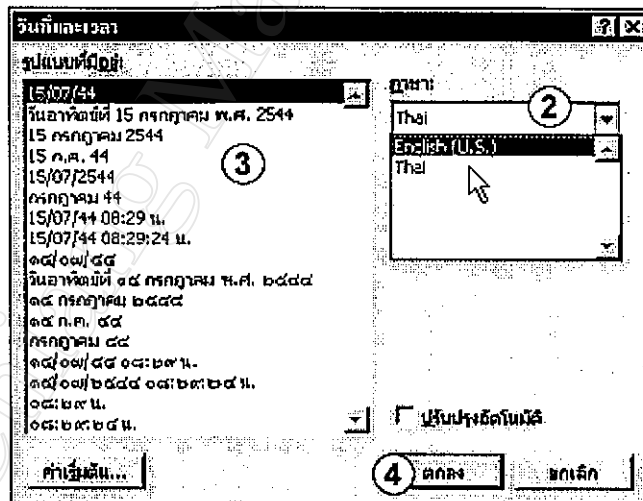 วันที่และเวลา
รูปแบบที่มีอยู่:
15/07/44
วันอาทิตย์ที่ 15 กรกฎาคม พ.ศ. 2544
15 กรกฎาคม 2544
15 ก.ค. 44
15/07/2544
กรกฎาคม 44
15/07/44 08:29 น.
15/07/44 08:29:24 น.
๑๕/๐๗/๔๔
วันอาทิตย์ที่ ๑๕ กรกฎาคม พ.ศ. ๒๕๔๔
๑๕ กรกฎาคม ๒๕๔๔
๑๕ ก.ค. ๔๔
กรกฎาคม ๔๔
๑๕/๐๗/๔๔ ๐๘:๒๙ น.
๑๕/๐๗/๒๕๔๔ ๐๘:๒๙:๒๔ น.
๐๘:๒๙ น.
๐๘:๒๙:๒๔ น.
3
ภาษา:
Thai
2
English (U.S.)
Thai
ปรับปรุงอัตโนมัติ
ค่าเริ่มต้น...
4
ตกลง
ยกเลิก